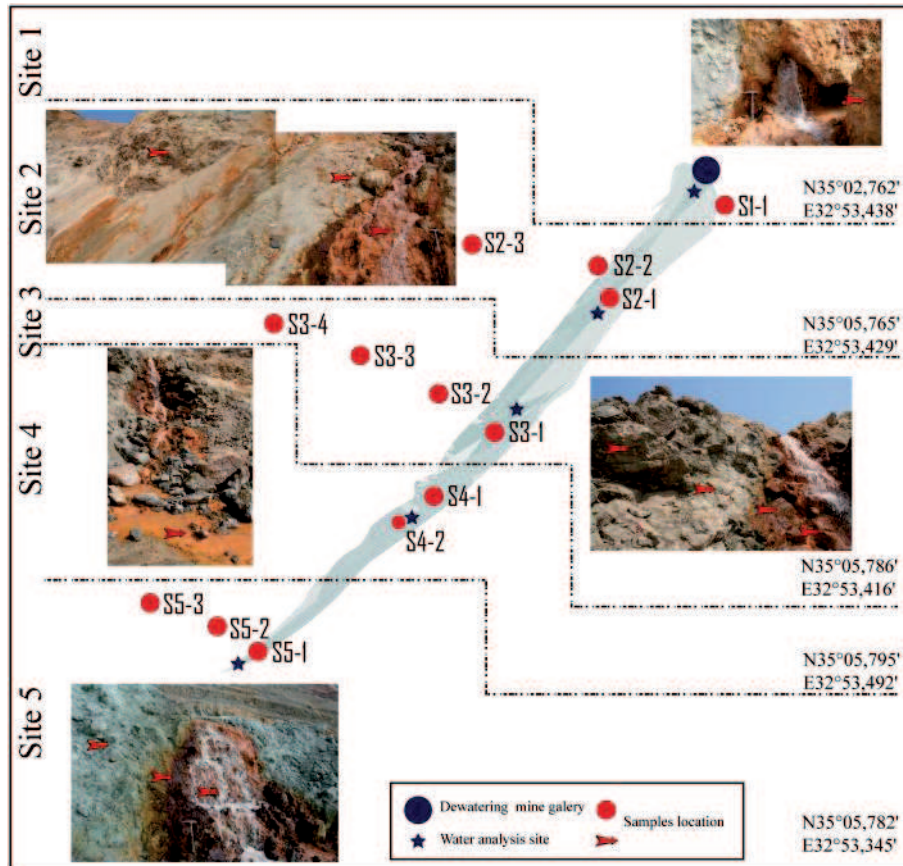 Site 1
Site 2
Site 3
Site 4
Site 5
N35°02,762'
E32°53,438'
S1-1
S2-3
S2-2
S2-1
N35°05,765'
E32°53,429'
S3-4
S3-3
S3-2
S3-1
S4-1
S4-2
N35°05,786'
E32°53,416'
S5-3
S5-2
S5-1
N35°05,795'
E32°53,492'
Dewatering mine galery
Samples location
Water analysis site
N35°05,782'
E32°53,345'